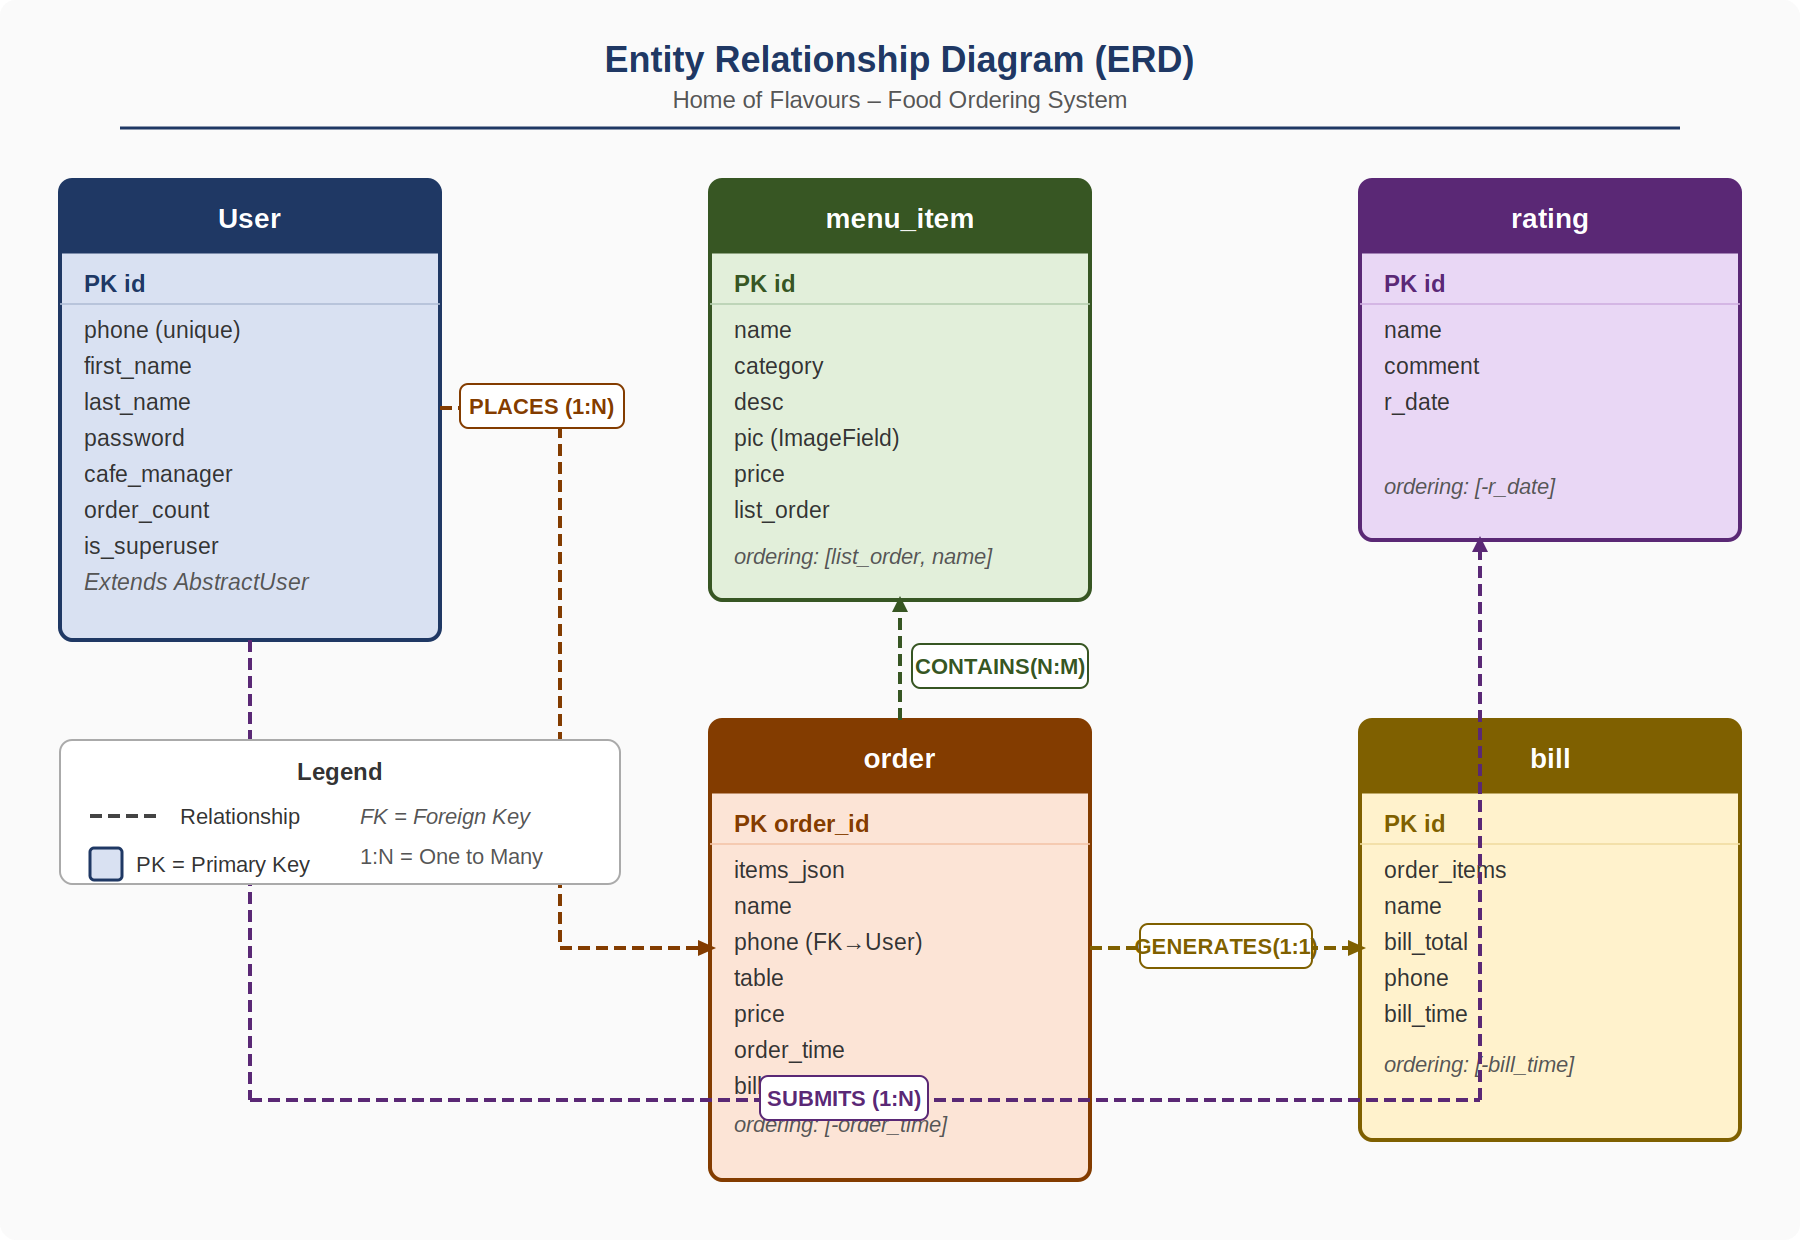 Entity Relationship Diagram (ERD)
Home of Flavours – Food Ordering System
User
PK id
phone (unique)
first_name
last_name
password
cafe_manager
order_count
is_superuser
Extends AbstractUser
PLACES (1:N)
menu_item
PK id
name
category
desc
pic (ImageField)
price
list_order
ordering: [list_order, name]
rating
PK id
name
comment
r_date
ordering: [-r_date]
CONTAINS(N:M)
Legend
Relationship
FK = Foreign Key
PK = Primary Key
1:N = One to Many
order
PK order_id
items_json
name
phone (FK→User)
table
price
order_time
SUBMITS (1:N)
ordering: [-order_time]
GENERATES(1:1)
bill
PK id
order_items
name
bill_total
phone
bill_time
ordering: [-bill_time]